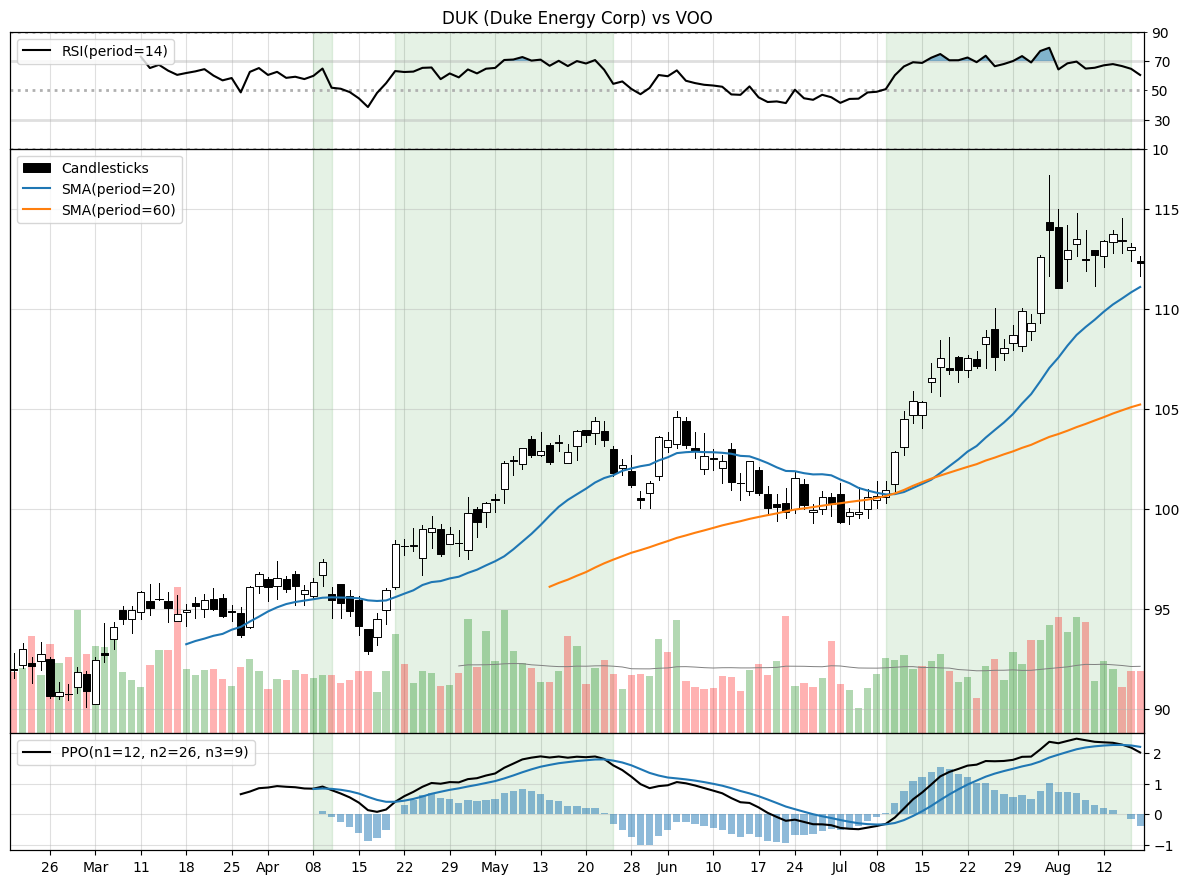 DUK (Duke Energy Corp) vs VOO
RSI(period=14)
90
70
50
30
10
Candlesticks
SMA(period=20)
SMA(period=60)
115
110
105
100
95
90
PPO(n1=12, n2=26, n3=9)
2
1
0
−1
26 Mar 11 18 25 Apr 08 15 22 29 May 13 20 28 Jun 10 17 24 Jul 08 15 22 29 Aug 12